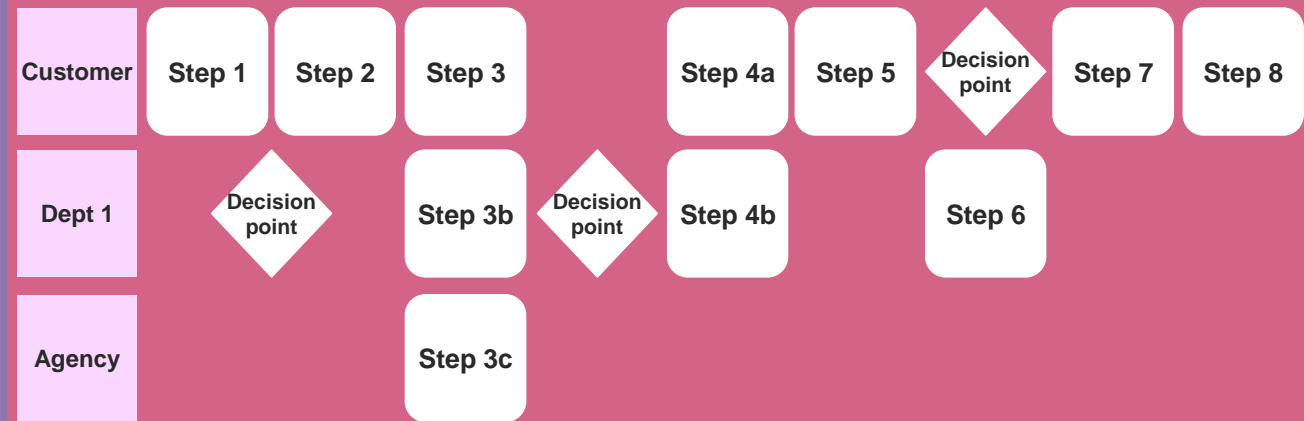 Customer
Step 1
Step 2
Step 3
Step 4a
Step 5
Decision
point
Step 7
Step 8
Dept 1
Decision
point
Step 3b
Decision
point
Step 4b
Step 6
Agency
Step 3c